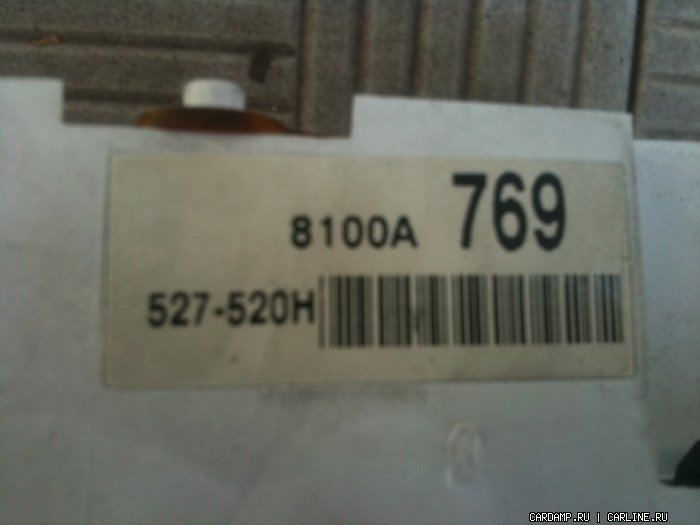 8100A 769
527-520H
CARDAMP.RU | CARLINE.RU